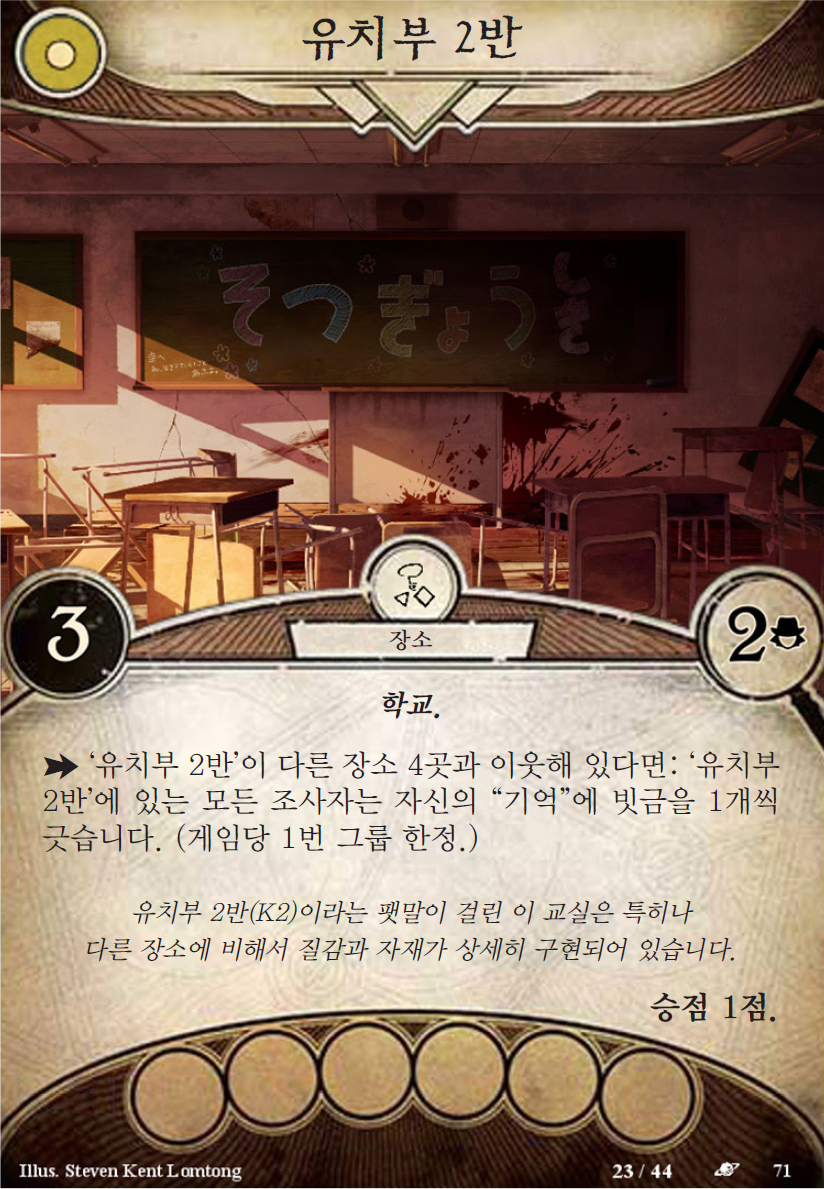 유치부 2반
そつぎょうしき
3
2
장소
학교.
‘유치부 2반’이 다른 장소 4곳과 이웃해 있다면: ‘유치부
2반’에 있는 모든 조사자는 자신의 “기억”에 빗금을 1개씩
긋습니다. (게임당 1번 그룹 한정.)
유치부 2반(K2)이라는 팻말이 걸린 이 교실은 특히나
다른 장소에 비해서 질감과 자재가 상세히 구현되어 있습니다.
승점 1점.
Illus. Steven Kent Lomtong
23 / 44
71